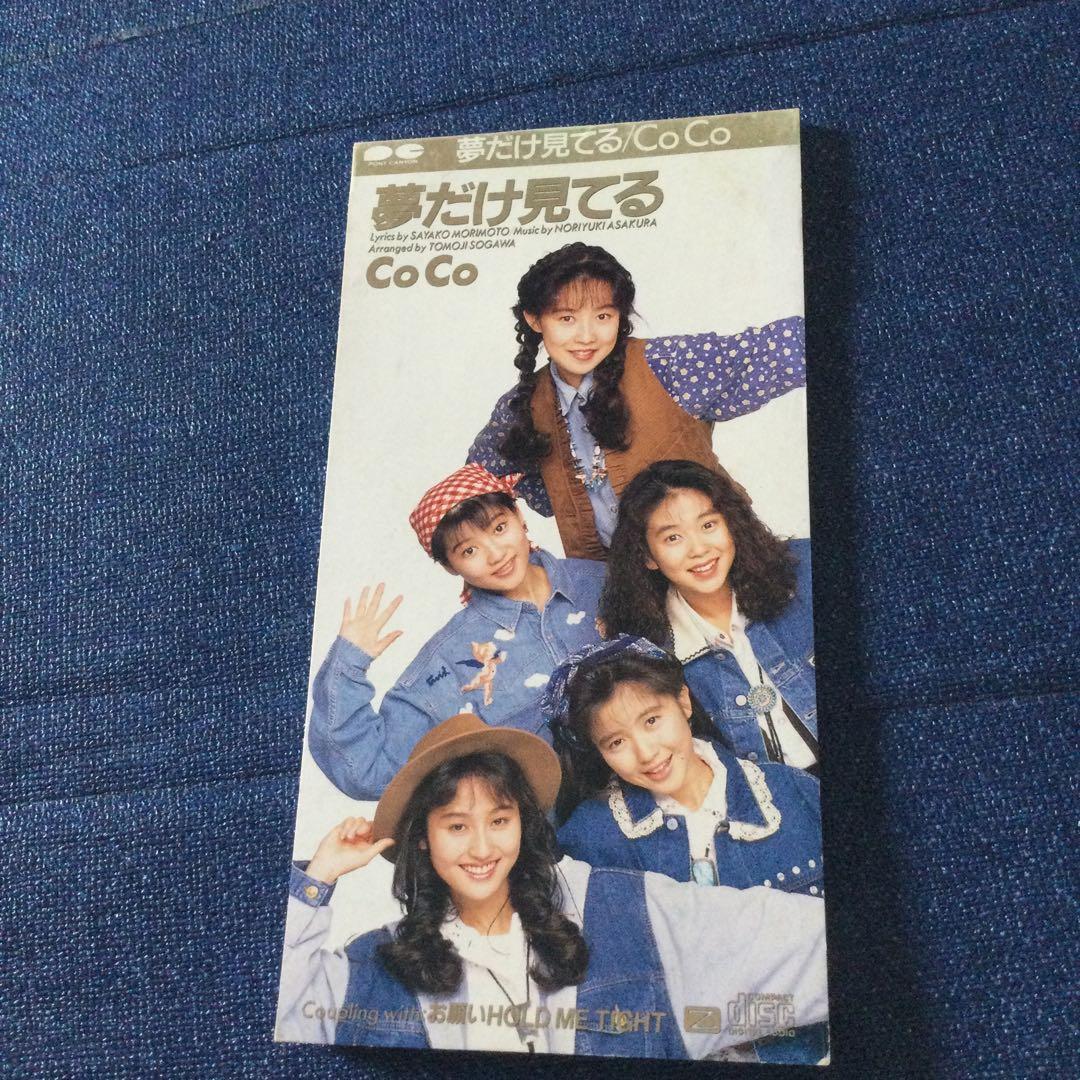 PONY CANYON
夢だけ見てる/CoCo
夢だけ見てる
Lyrics by SAYAKO MORIMOTO Music by NORIYUKI ASAKURA
Arranged by TOMOJI SOGAWA
CoCo
Coupling with:お願いHOLD ME TIGHT
COMPACT
disc
DIGITAL AUDIO